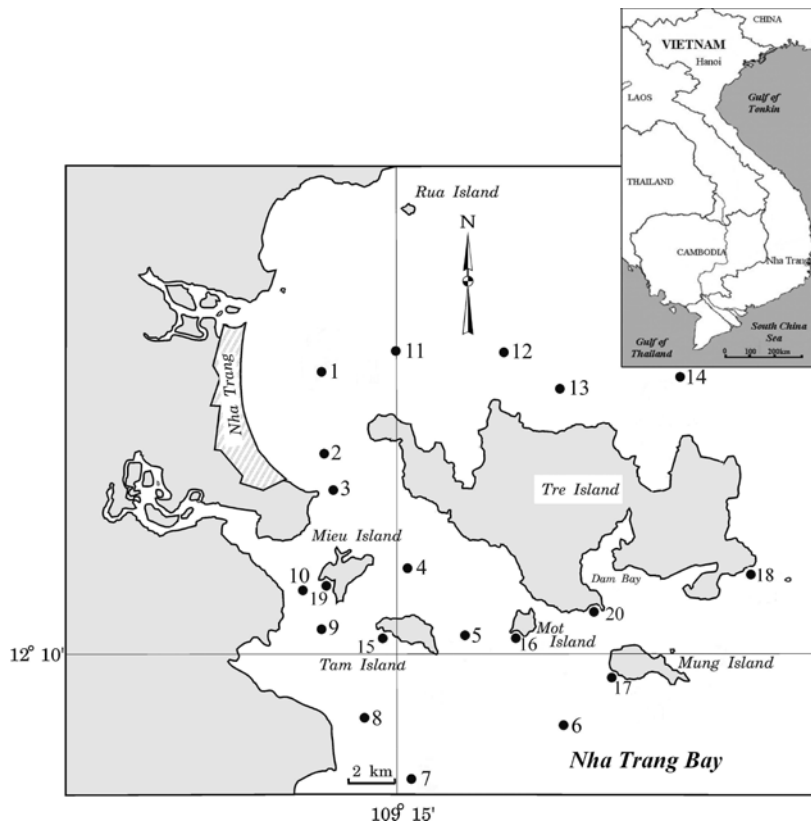 CHINA
VIETNAM
Hanoi
LAOS
Gulf of
Tonkin
THAILAND
CAMBODIA
Nha Trang
South China
Sea
Gulf of
Thailand
0 100 200km
Rua Island
N
11
12
1
13
14
Nha Trang
2
3
Tre Island
Mieu Island
4
10
19
Dam Bay
18
20
9
15
5
16
Mot
Island
12° 10'
Tam Island
Mung Island
17
8
6
Nha Trang Bay
2 km
7
109° 15'